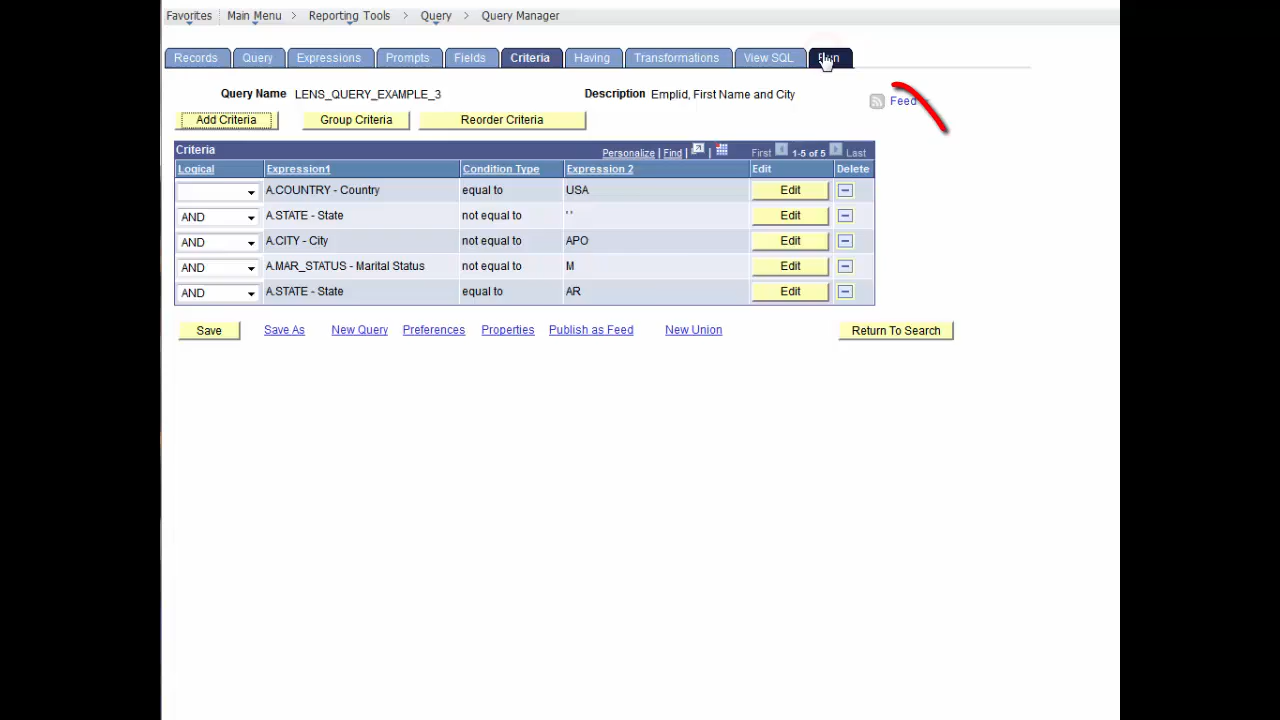 Favorites Main Menu > Reporting Tools > Query > Query Manager
Records Query Expressions Prompts Fields Criteria Having Transformations View SQL
Query Name LENS_QUERY_EXAMPLE_3 Description Emplid, First Name and City Feed
Add Criteria Group Criteria Reorder Criteria
Criteria Personalize | Find | | First 1-5 of 5 Last
Logical Expression1 Condition Type Expression 2 Edit Delete
A.COUNTRY - Country equal to USA Edit
AND A.STATE - State not equal to ' ' Edit
AND A.CITY - City not equal to APO Edit
AND A.MAR_STATUS - Marital Status not equal to M Edit
AND A.STATE - State equal to AR Edit
Save Save As New Query Preferences Properties Publish as Feed New Union Return To Search